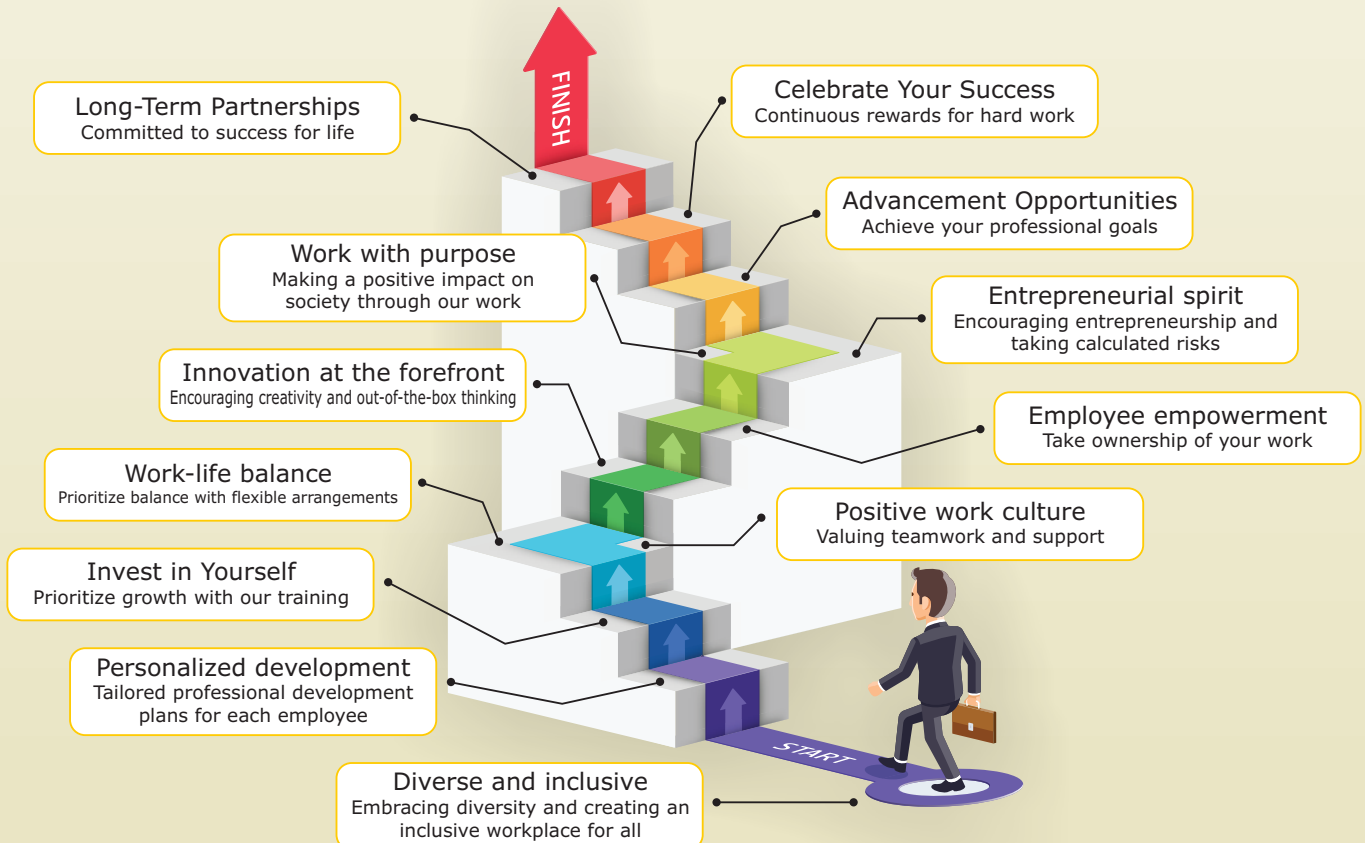 FINISH
Long-Term Partnerships
Committed to success for life
Celebrate Your Success
Continuous rewards for hard work
Advancement Opportunities
Achieve your professional goals
Work with purpose
Making a positive impact on
society through our work
Entrepreneurial spirit
Encouraging entrepreneurship and
taking calculated risks
Innovation at the forefront
Encouraging creativity and out-of-the-box thinking
Employee empowerment
Take ownership of your work
Work-life balance
Prioritize balance with flexible arrangements
Positive work culture
Valuing teamwork and support
Invest in Yourself
Prioritize growth with our training
Personalized development
Tailored professional development
plans for each employee
START
Diverse and inclusive
Embracing diversity and creating an
inclusive workplace for all